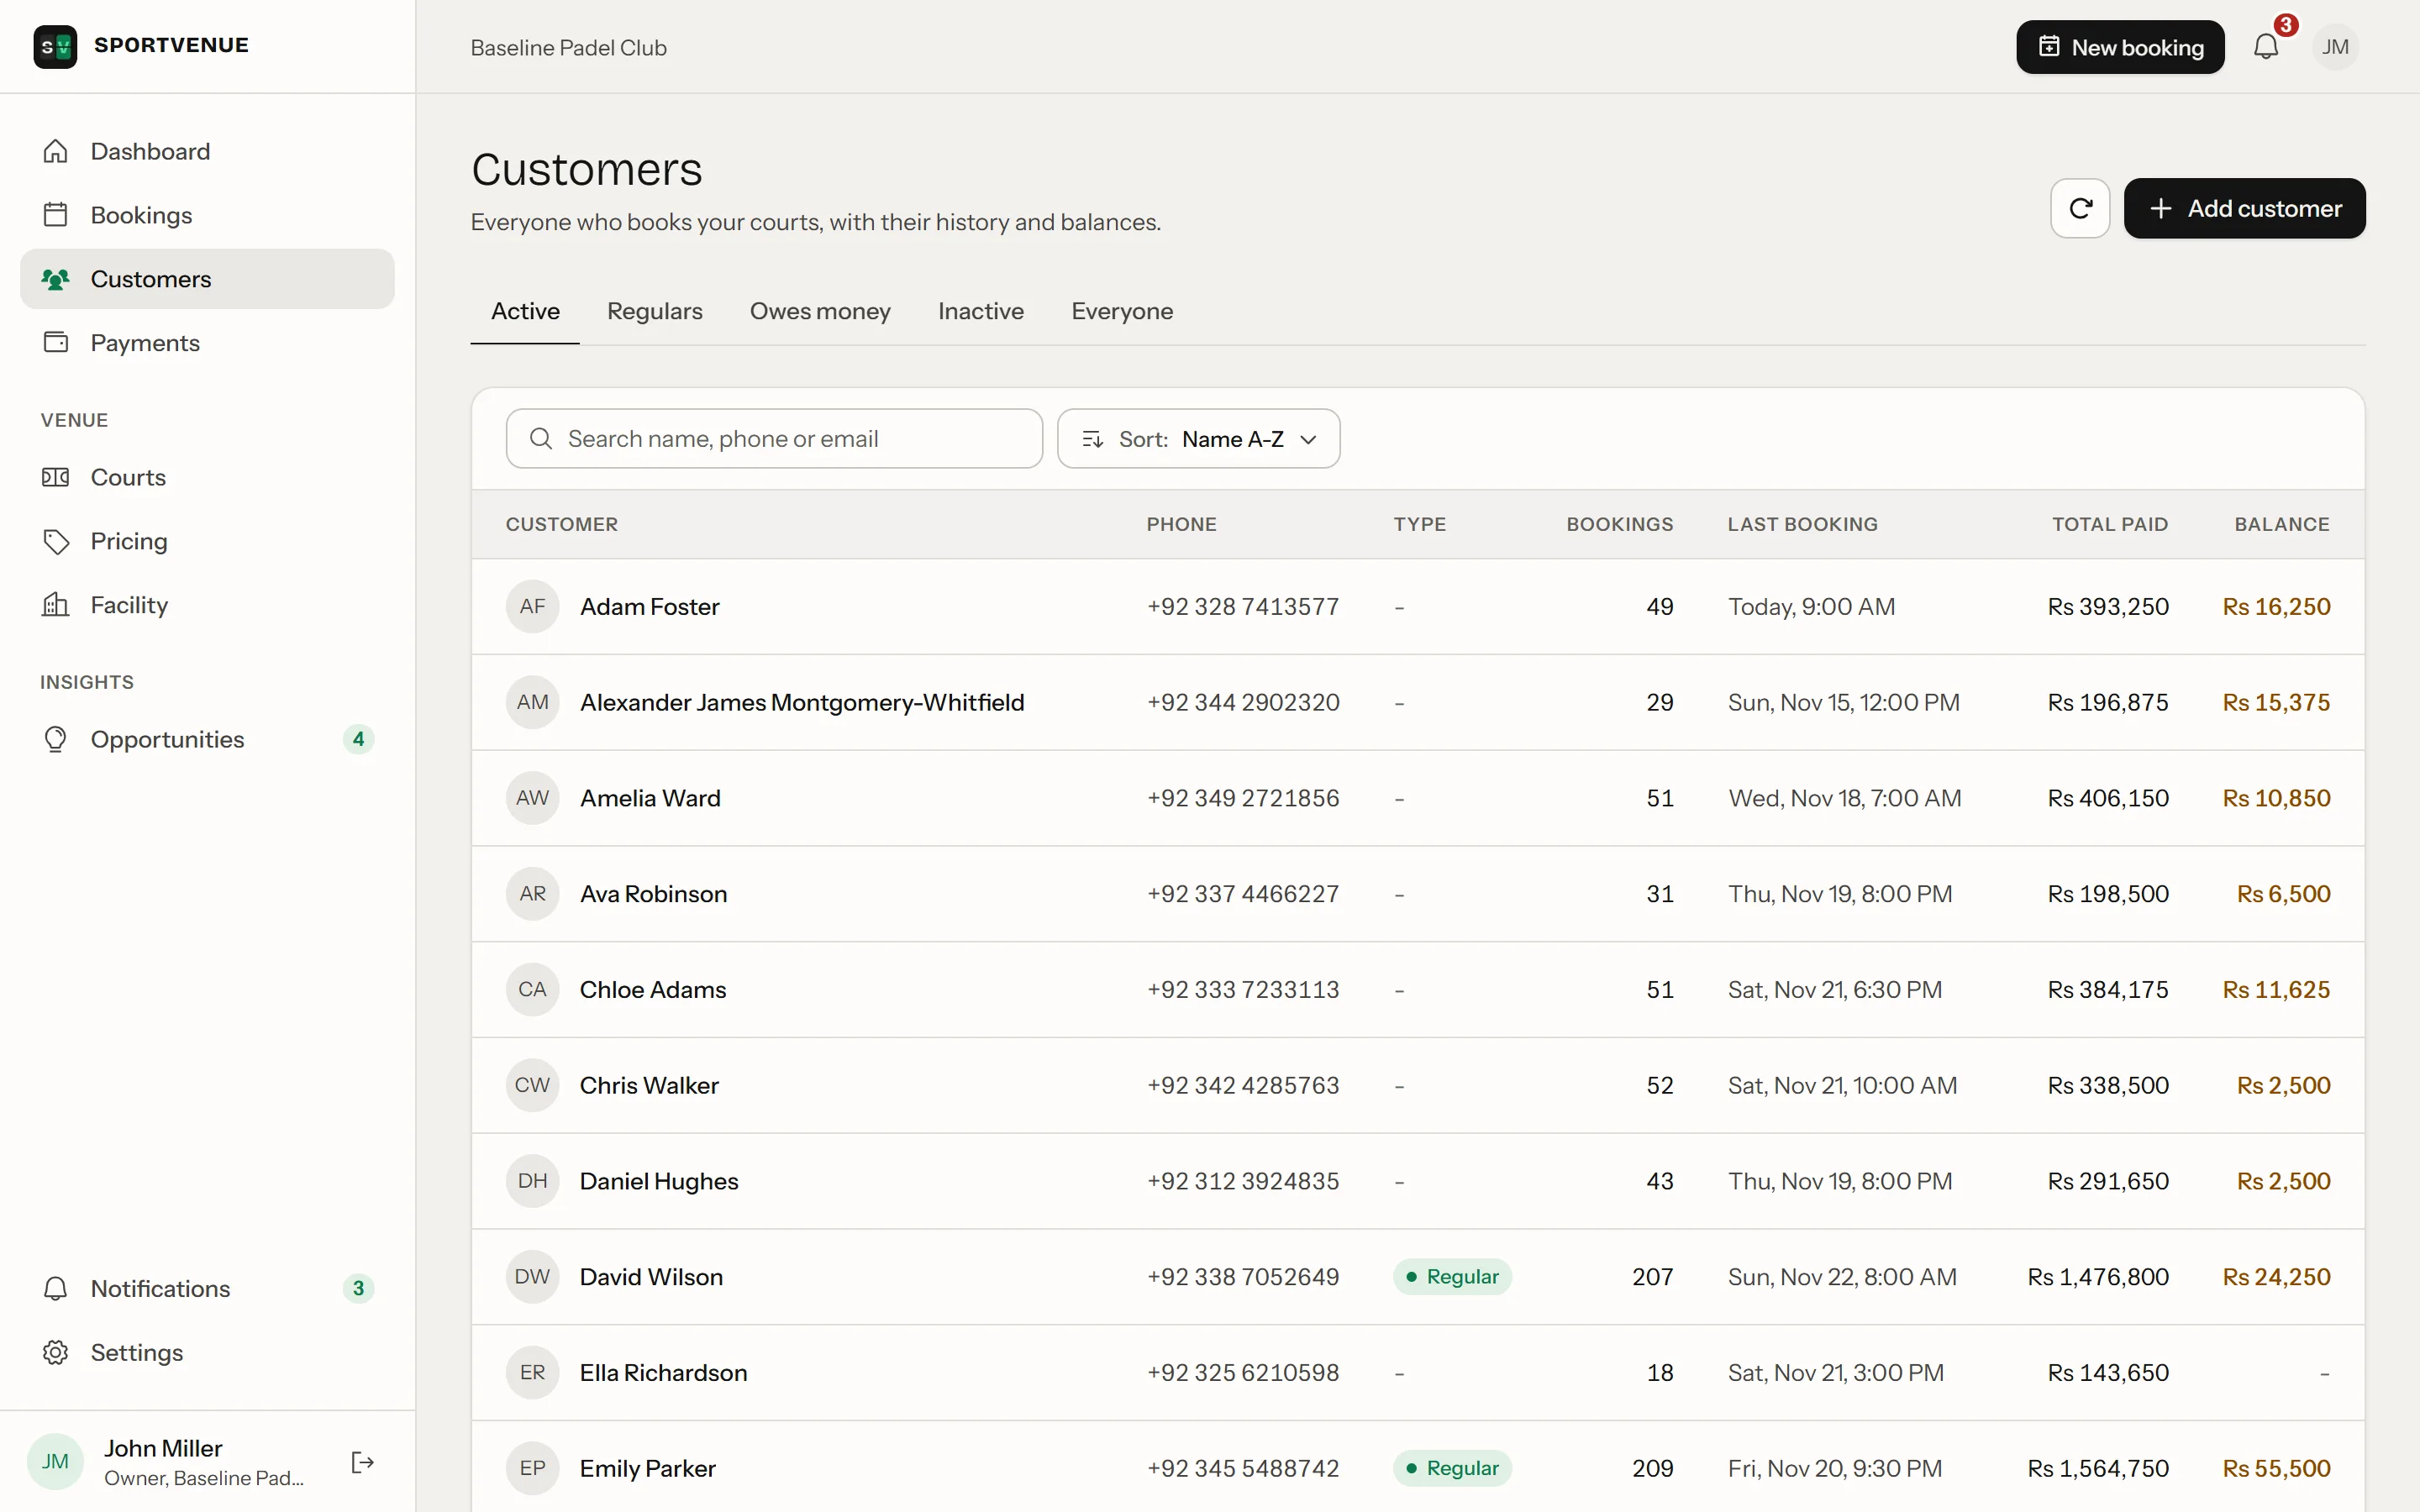 SV SPORTVENUE
Baseline Padel Club
New booking
3
JM
Dashboard
Bookings
Customers
Payments
VENUE
Courts
Pricing
Facility
INSIGHTS
Opportunities 4
Notifications 3
Settings
JM John Miller
Owner, Baseline Pad...
Customers
Everyone who books your courts, with their history and balances.
Add customer
Active Regulars Owes money Inactive Everyone
Search name, phone or email
Sort: Name A-Z
CUSTOMER PHONE TYPE BOOKINGS LAST BOOKING TOTAL PAID BALANCE
AF Adam Foster +92 328 7413577 - 49 Today, 9:00 AM Rs 393,250 Rs 16,250
AM Alexander James Montgomery-Whitfield +92 344 2902320 - 29 Sun, Nov 15, 12:00 PM Rs 196,875 Rs 15,375
AW Amelia Ward +92 349 2721856 - 51 Wed, Nov 18, 7:00 AM Rs 406,150 Rs 10,850
AR Ava Robinson +92 337 4466227 - 31 Thu, Nov 19, 8:00 PM Rs 198,500 Rs 6,500
CA Chloe Adams +92 333 7233113 - 51 Sat, Nov 21, 6:30 PM Rs 384,175 Rs 11,625
CW Chris Walker +92 342 4285763 - 52 Sat, Nov 21, 10:00 AM Rs 338,500 Rs 2,500
DH Daniel Hughes +92 312 3924835 - 43 Thu, Nov 19, 8:00 PM Rs 291,650 Rs 2,500
DW David Wilson +92 338 7052649 Regular 207 Sun, Nov 22, 8:00 AM Rs 1,476,800 Rs 24,250
ER Ella Richardson +92 325 6210598 - 18 Sat, Nov 21, 3:00 PM Rs 143,650 -
EP Emily Parker +92 345 5488742 Regular 209 Fri, Nov 20, 9:30 PM Rs 1,564,750 Rs 55,500